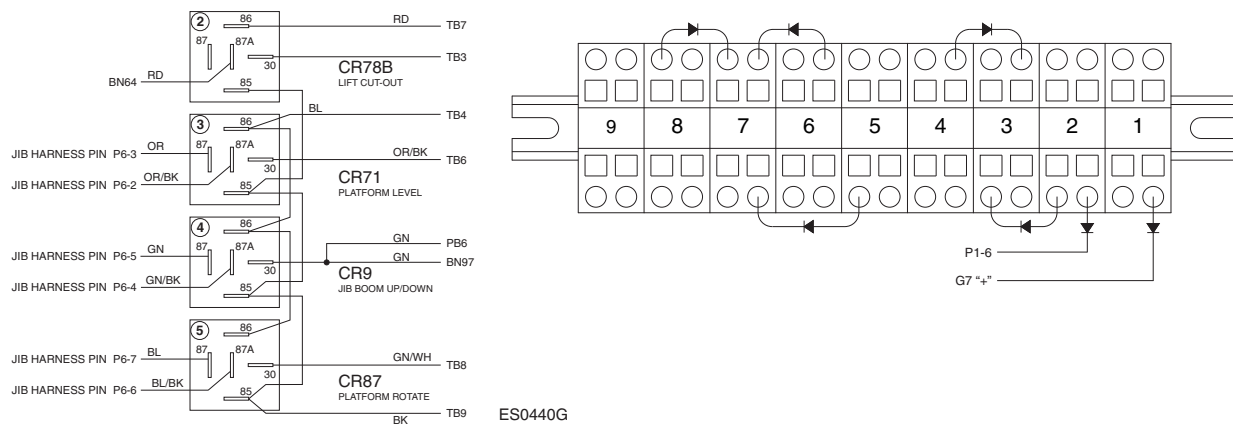 2
86
RD
TB7
87
87A
30
TB3
BN64
RD
85
CR78B
LIFT CUT-OUT
BL
TB4
3
86
87
87A
JIB HARNESS PIN P6-3
OR
OR/BK
TB6
30
JIB HARNESS PIN P6-2
OR/BK
85
CR71
PLATFORM LEVEL
4
86
87
87A
GN
PB6
JIB HARNESS PIN P6-5
GN
GN
BN97
30
JIB HARNESS PIN P6-4
GN/BK
85
CR9
JIB BOOM UP/DOWN
5
86
87
87A
JIB HARNESS PIN P6-7
BL
GN/WH
TB8
30
JIB HARNESS PIN P6-6
BL/BK
85
CR87
PLATFORM ROTATE
BK
TB9
ES0440G
9 8 7 6 5 4 3 2 1
P1-6
G7 “+”